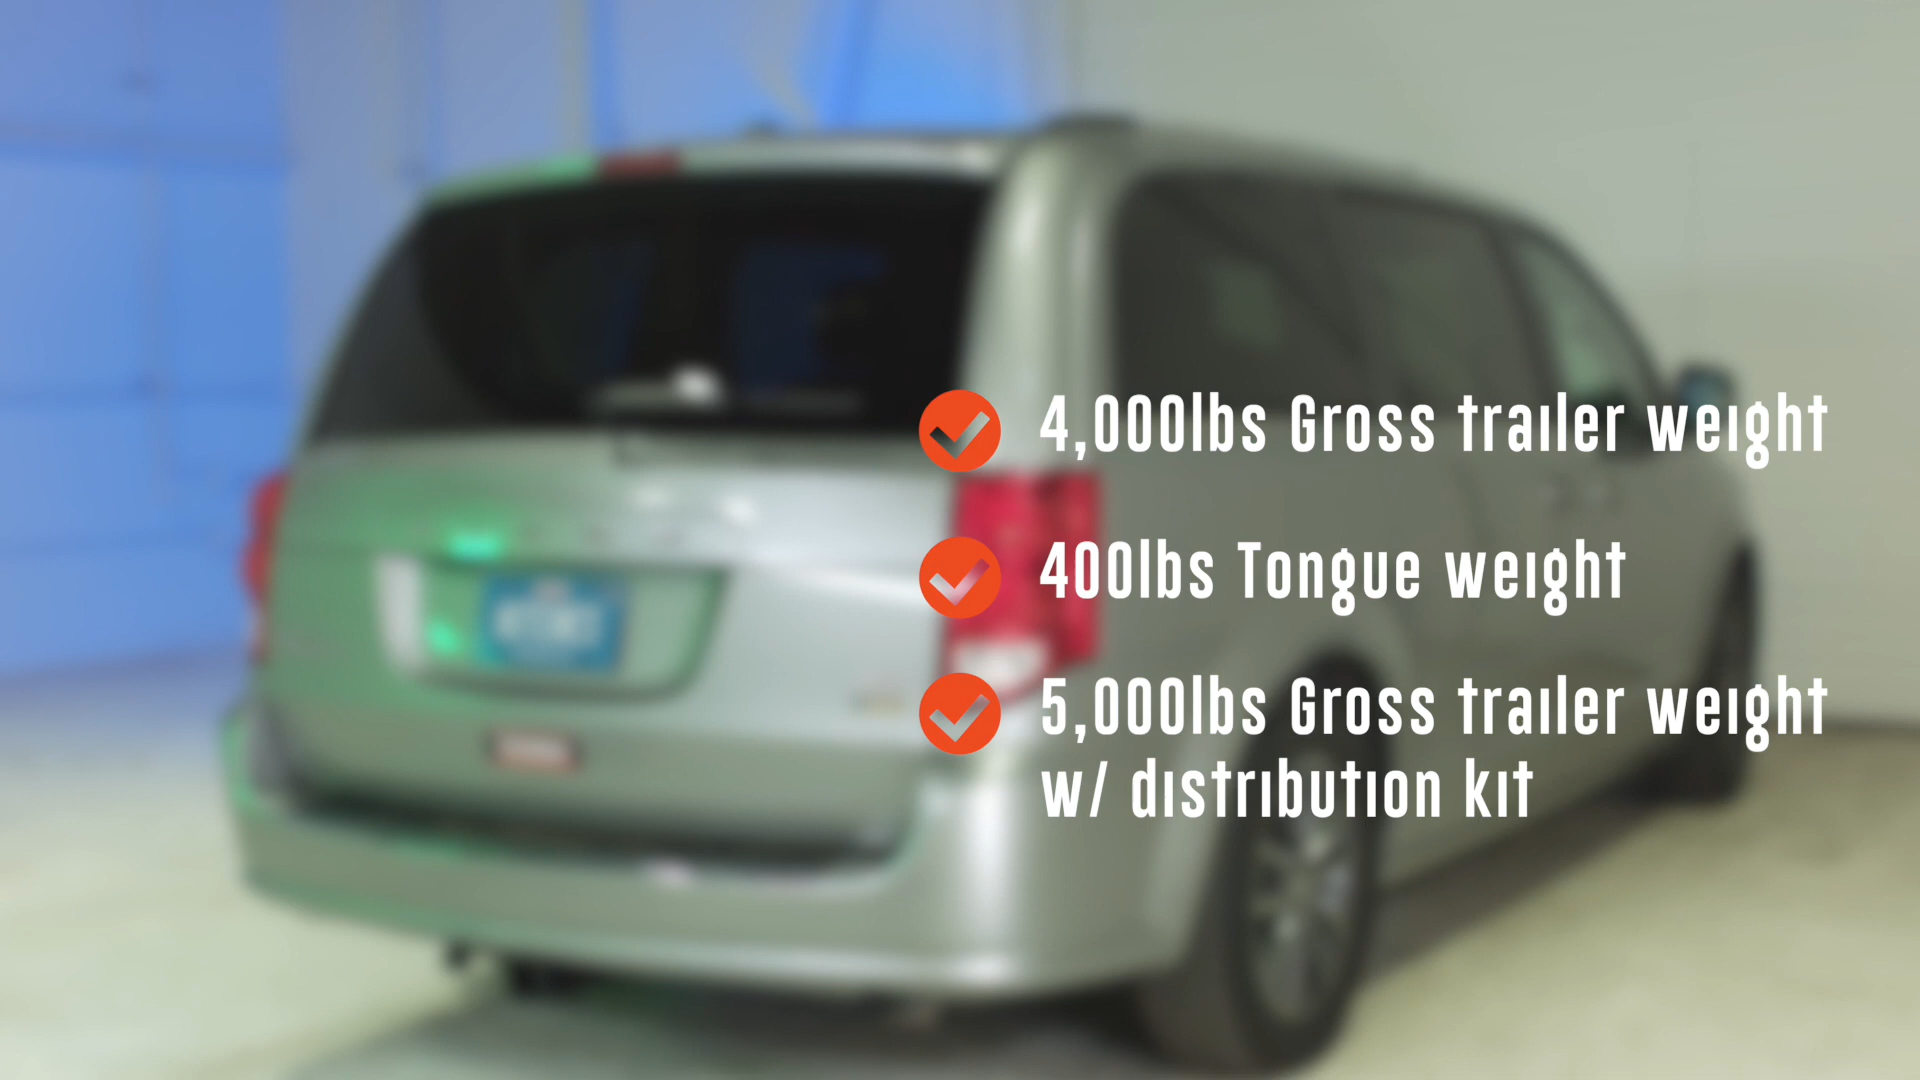 4,000lbs Gross trailer weight
400lbs Tongue weight
5,000lbs Gross trailer weight
w/ distribution kit